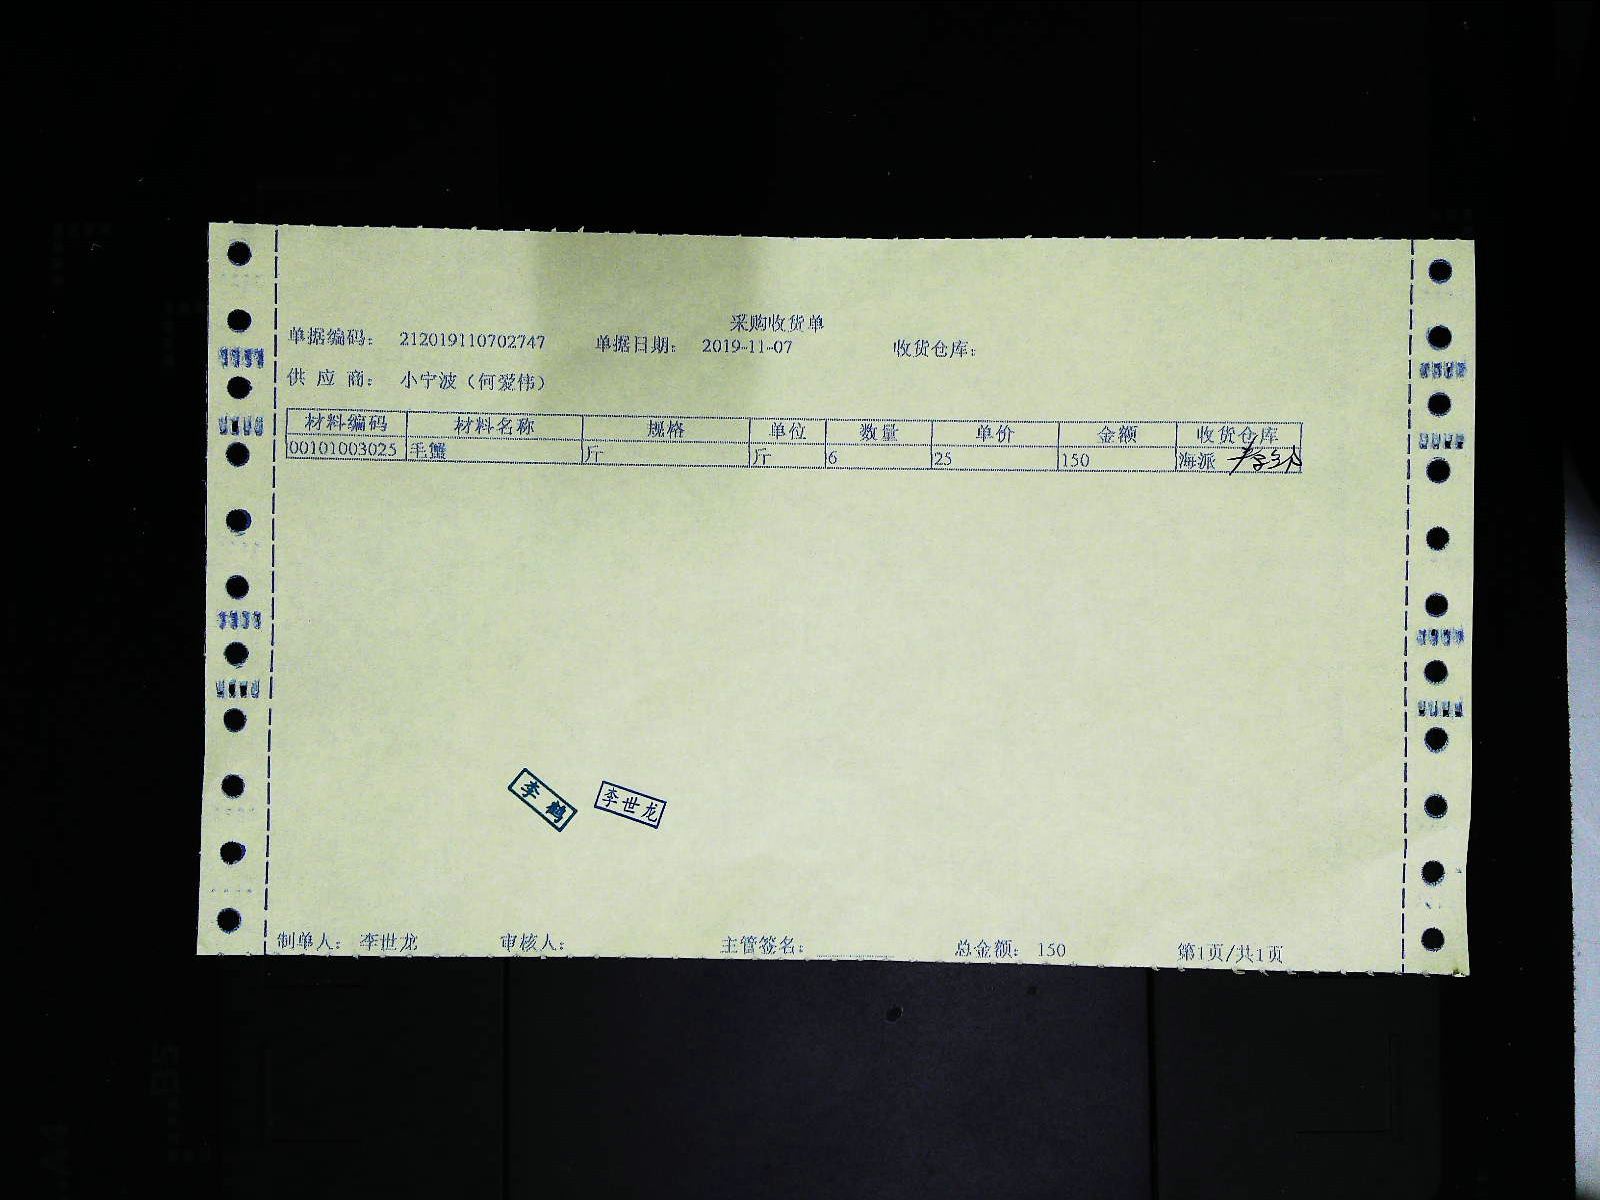 采购收货单
单据编码： 212019110702747 单据日期： 2019-11-07 收货仓库：
供 应 商： 小宁波（何爱伟）
材料编码 材料名称 规格 单位 数量 单价 金额 收货仓库
00101003025 毛蟹 斤 斤 6 25 150 海派
李鹤 李世龙
制单人： 李世龙 审核人： 主管签名： 总金额： 150 第1页/共1页